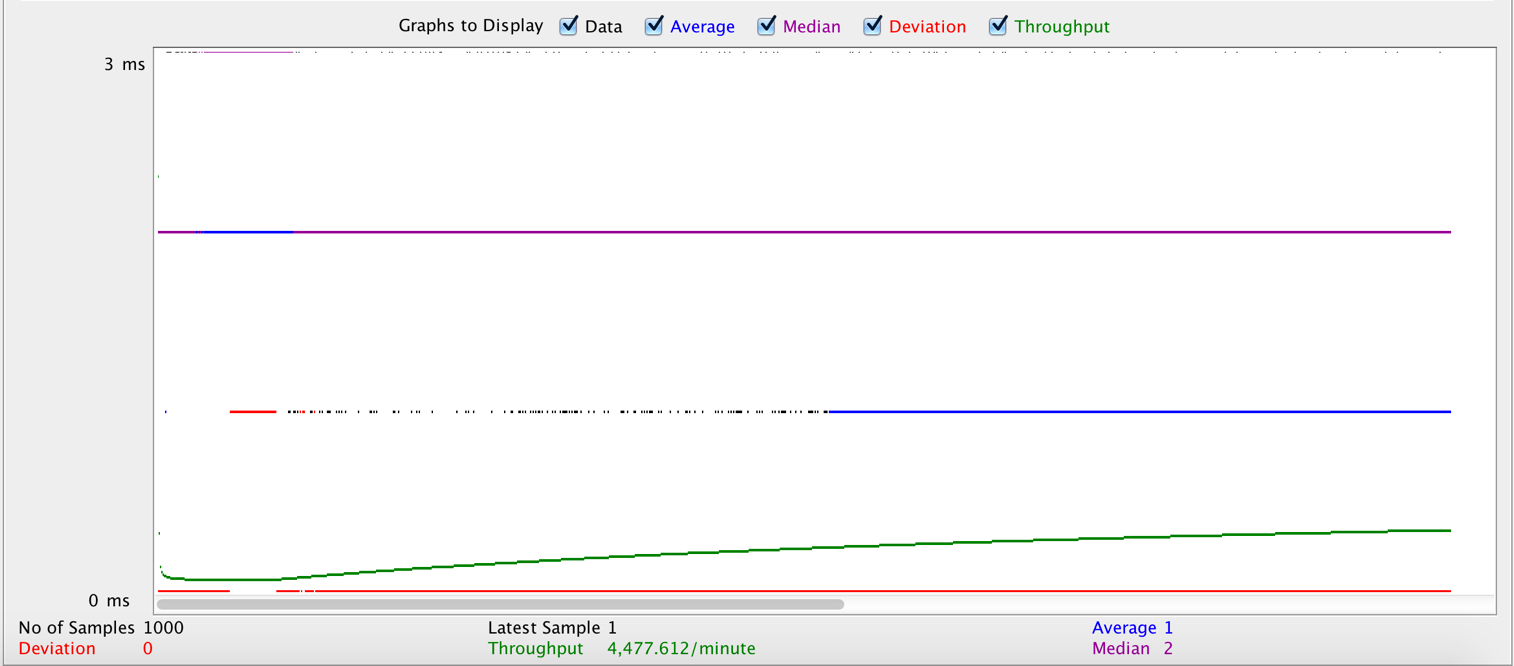 Graphs to Display Data Average Median Deviation Throughput
3 ms
0 ms
No of Samples 1000 Latest Sample 1 Average 1
Deviation 0 Throughput 4,477.612/minute Median 2